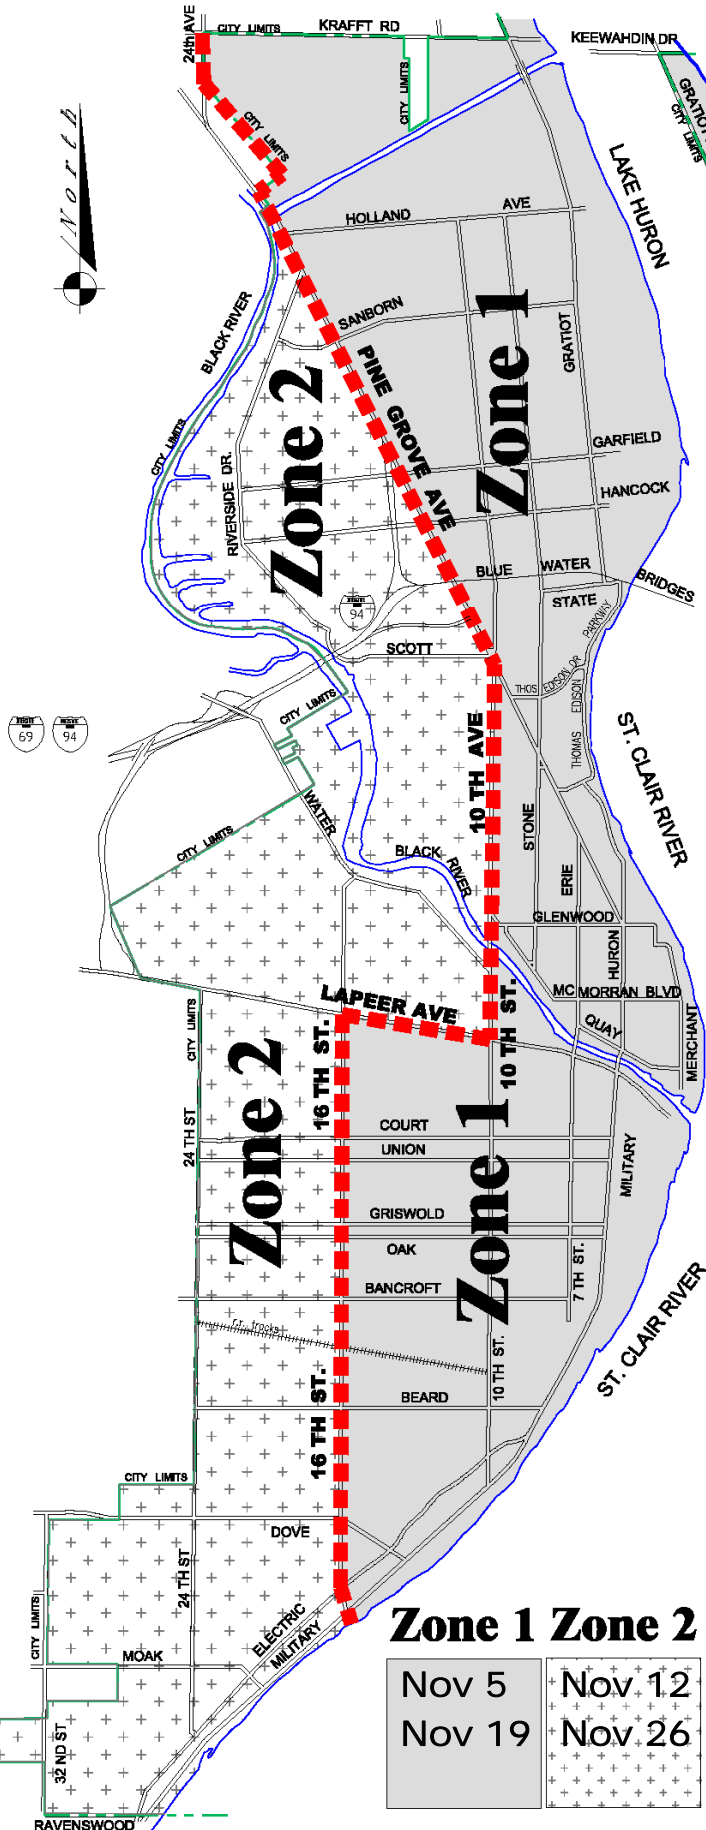 24th AVE
CITY LIMITS
KRAFFT RD
KEEWAHDIN DR
CITY LIMITS
GRATIOT
CITY LIMITS
CITY LIMITS
North
LAKE HURON
HOLLAND AVE
SANBORN
BLACK RIVER
PINE GROVE AVE
Zone 1
GRATIOT
Zone 2
CITY LIMITS
RIVERSIDE DR.
GARFIELD
HANCOCK
BLUE WATER BRIDGES
STATE
94
PARKWAY
SCOTT
THOS EDISON DR
THOMAS EDISON
CITY LIMITS
69
94
ST. CLAIR RIVER
10 TH AVE
WATER
STONE
CITY LIMITS
BLACK RIVER
ERIE
GLENWOOD
HURON
MC MORRAN BLVD
LAPEER AVE
10 TH ST.
QUAY
MERCHANT
CITY LIMITS
16 TH ST.
Zone 2
24 TH ST
Zone 1
COURT
UNION
MILITARY
GRISWOLD
OAK
BANCROFT
7 TH ST.
r.r. tracks
ST. CLAIR RIVER
10 TH ST.
16 TH ST.
BEARD
CITY LIMITS
DOVE
24 TH ST
CITY LIMITS
ELECTRIC
MILITARY
MOAK
32 ND ST
RAVENSWOOD
Zone 1 Zone 2
Nov 5 Nov 12
Nov 19 Nov 26